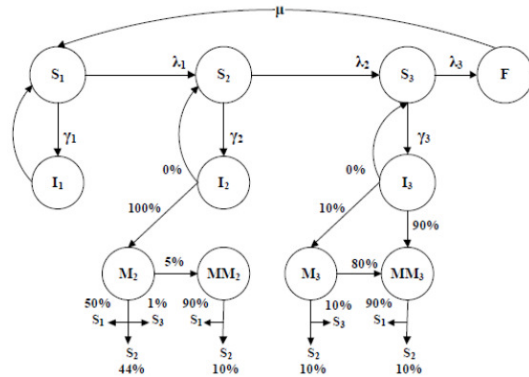 μ
S₁ λ₁ S₂ λ₂ S₃ λ₃ F
γ₁ γ₂ γ₃
0% 0%
I₁ I₂ I₃
100% 10% 90%
M₂ 5% MM₂ M₃ 80% MM₃
50% 1% 90% 10% 90%
S₁ S₃ S₁ S₃ S₁
S₂ S₂ S₂ S₂
44% 10% 10% 10%